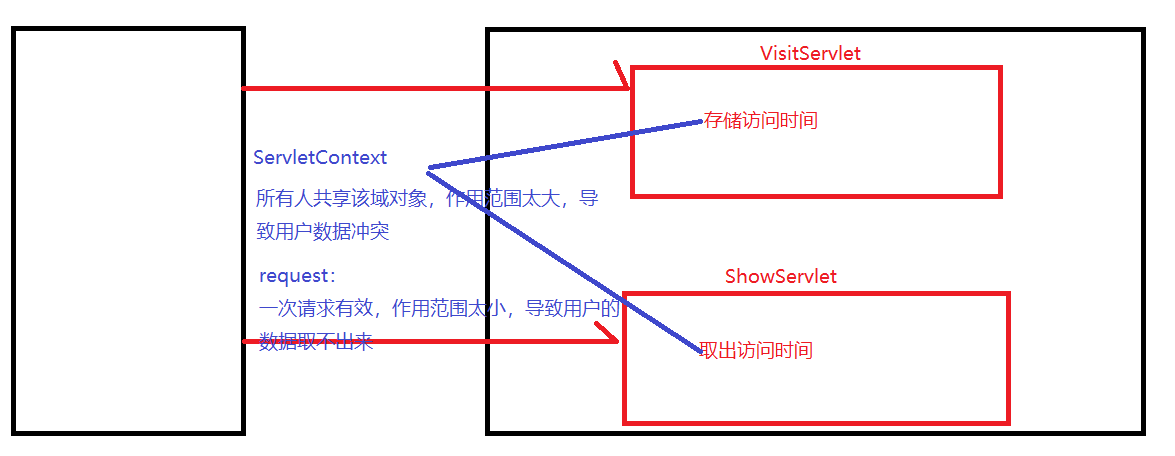 VisitServlet
存储访问时间
ServletContext
所有人共享该域对象，作用范围太大，导
致用户数据冲突
request：
一次请求有效，作用范围太小，导致用户的
数据取不出来
ShowServlet
取出访问时间